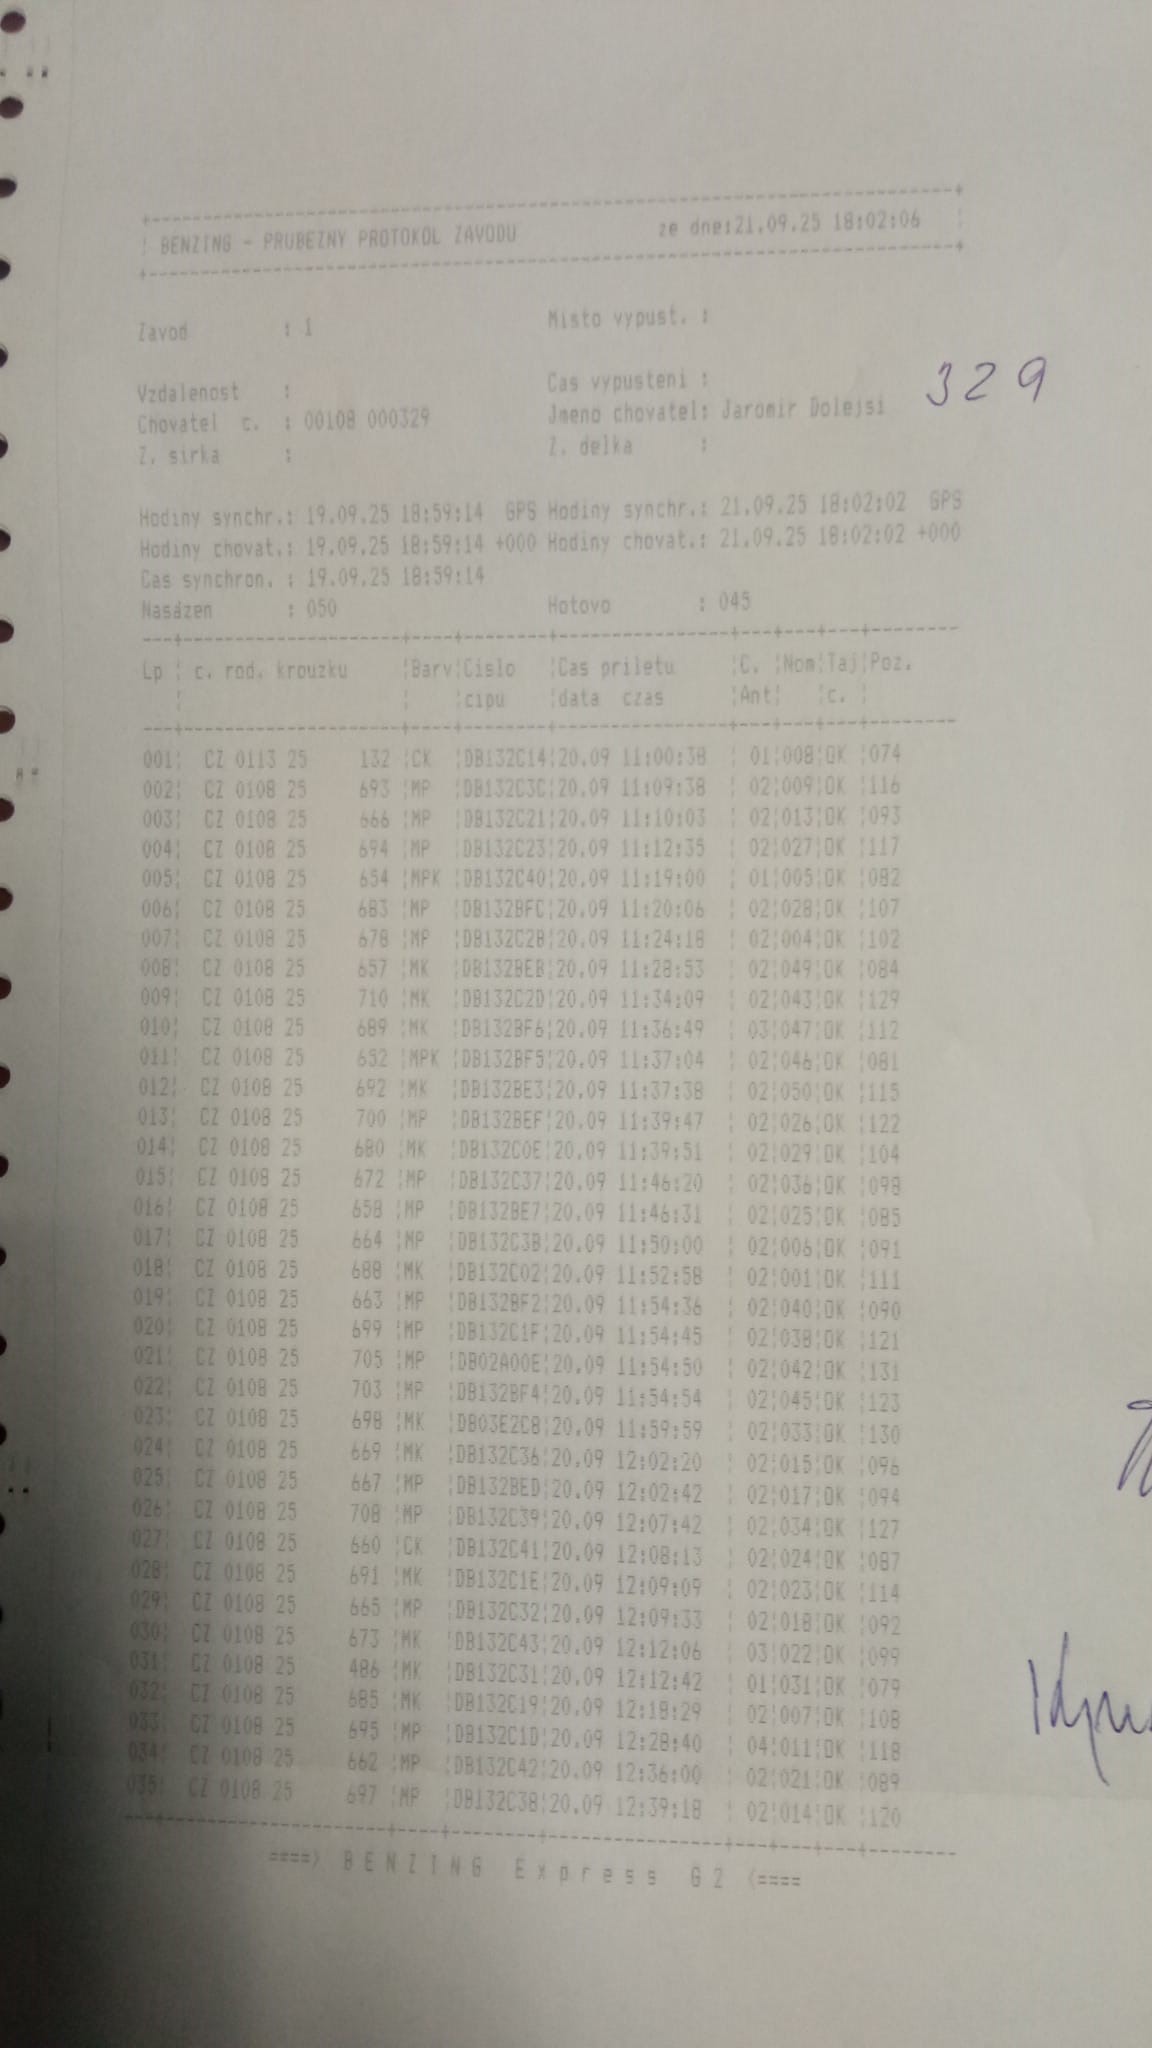 +--------------------------------------------------+
¦ BENZING - PRUBEZNY PROTOKOL ZAVODU ze dne:21.09.25 18:02:06 ¦
+--------------------------------------------------+
Zavod : 1 Misto vypust. :
Vzdalenost : Cas vypusteni : 329
Chovatel c. : 00108 000329 Jmeno chovatel: Jaromir Dolejsi
Z. sirka : Z. delka :
Hodiny synchr.: 19.09.25 18:59:14 GPS Hodiny synchr.: 21.09.25 18:02:02 GPS
Hodiny chovat.: 19.09.25 18:59:14 +000 Hodiny chovat.: 21.09.25 18:02:02 +000
Cas synchron. : 19.09.25 18:59:14
Nasazen : 050 Hotovo : 045
Lp ¦ c. rod. krouzku ¦Barv¦Cislo ¦Cas priletu ¦C. ¦Nom¦Taj¦Poz.
¦ ¦ ¦cipu ¦data czas ¦Ant¦ ¦c. ¦
001¦ CZ 0113 25 132 ¦CK ¦DB132C14¦20.09 11:00:38 ¦ 01¦008¦OK ¦074
002¦ CZ 0108 25 693 ¦MP ¦DB132C3C¦20.09 11:09:38 ¦ 02¦009¦OK ¦116
003¦ CZ 0108 25 666 ¦MP ¦DB132C21¦20.09 11:10:03 ¦ 02¦013¦OK ¦093
004¦ CZ 0108 25 694 ¦MP ¦DB132C23¦20.09 11:12:35 ¦ 02¦027¦OK ¦117
005¦ CZ 0108 25 654 ¦MPK ¦DB132C40¦20.09 11:19:00 ¦ 01¦005¦OK ¦082
006¦ CZ 0108 25 683 ¦MP ¦DB132BFC¦20.09 11:20:06 ¦ 02¦028¦OK ¦107
007¦ CZ 0108 25 678 ¦MP ¦DB132C2B¦20.09 11:24:18 ¦ 02¦004¦OK ¦102
008¦ CZ 0108 25 657 ¦MK ¦DB132BEB¦20.09 11:28:53 ¦ 02¦049¦OK ¦084
009¦ CZ 0108 25 710 ¦MK ¦DB132C2D¦20.09 11:34:09 ¦ 02¦043¦OK ¦129
010¦ CZ 0108 25 689 ¦MK ¦DB132BF6¦20.09 11:36:49 ¦ 03¦047¦OK ¦112
011¦ CZ 0108 25 652 ¦MPK ¦DB132BF5¦20.09 11:37:04 ¦ 02¦046¦OK ¦081
012¦ CZ 0108 25 692 ¦MK ¦DB132BE3¦20.09 11:37:38 ¦ 02¦050¦OK ¦115
013¦ CZ 0108 25 700 ¦MP ¦DB132BEF¦20.09 11:39:47 ¦ 02¦026¦OK ¦122
014¦ CZ 0108 25 680 ¦MK ¦DB132C0E¦20.09 11:39:51 ¦ 02¦029¦OK ¦104
015¦ CZ 0108 25 672 ¦MP ¦DB132C37¦20.09 11:46:20 ¦ 02¦036¦OK ¦098
016¦ CZ 0108 25 658 ¦MP ¦DB132BE7¦20.09 11:46:31 ¦ 02¦025¦OK ¦085
017¦ CZ 0108 25 664 ¦MP ¦DB132C3B¦20.09 11:50:00 ¦ 02¦006¦OK ¦091
018¦ CZ 0108 25 688 ¦MK ¦DB132C02¦20.09 11:52:58 ¦ 02¦001¦OK ¦111
019¦ CZ 0108 25 663 ¦MP ¦DB132BF2¦20.09 11:54:36 ¦ 02¦040¦OK ¦090
020¦ CZ 0108 25 699 ¦MP ¦DB132C1F¦20.09 11:54:45 ¦ 02¦038¦OK ¦121
021¦ CZ 0108 25 705 ¦MP ¦DB02A00E¦20.09 11:54:50 ¦ 02¦042¦OK ¦131
022¦ CZ 0108 25 703 ¦MP ¦DB132BF4¦20.09 11:54:54 ¦ 02¦045¦OK ¦123
023¦ CZ 0108 25 698 ¦MK ¦DB03E2C8¦20.09 11:59:59 ¦ 02¦033¦OK ¦130
024¦ CZ 0108 25 669 ¦MK ¦DB132C36¦20.09 12:02:20 ¦ 02¦015¦OK ¦096
025¦ CZ 0108 25 667 ¦MP ¦DB132BED¦20.09 12:02:42 ¦ 02¦017¦OK ¦094
026¦ CZ 0108 25 708 ¦MP ¦DB132C39¦20.09 12:07:42 ¦ 02¦034¦OK ¦127
027¦ CZ 0108 25 660 ¦CK ¦DB132C41¦20.09 12:08:13 ¦ 02¦024¦OK ¦087
028¦ CZ 0108 25 691 ¦MK ¦DB132C1E¦20.09 12:09:09 ¦ 02¦023¦OK ¦114
029¦ CZ 0108 25 665 ¦MP ¦DB132C32¦20.09 12:09:33 ¦ 02¦018¦OK ¦092
030¦ CZ 0108 25 673 ¦MK ¦DB132C43¦20.09 12:12:06 ¦ 03¦022¦OK ¦099
031¦ CZ 0108 25 486 ¦MK ¦DB132C31¦20.09 12:12:42 ¦ 01¦031¦OK ¦079
032¦ CZ 0108 25 685 ¦MK ¦DB132C19¦20.09 12:18:29 ¦ 02¦007¦OK ¦108
033¦ CZ 0108 25 695 ¦MP ¦DB132C1D¦20.09 12:28:40 ¦ 04¦011¦OK ¦118
034¦ CZ 0108 25 662 ¦MP ¦DB132C42¦20.09 12:36:00 ¦ 02¦021¦OK ¦089
035¦ CZ 0108 25 697 ¦MP ¦DB132C38¦20.09 12:39:18 ¦ 02¦014¦OK ¦120
====> BENZING Express G2 <====